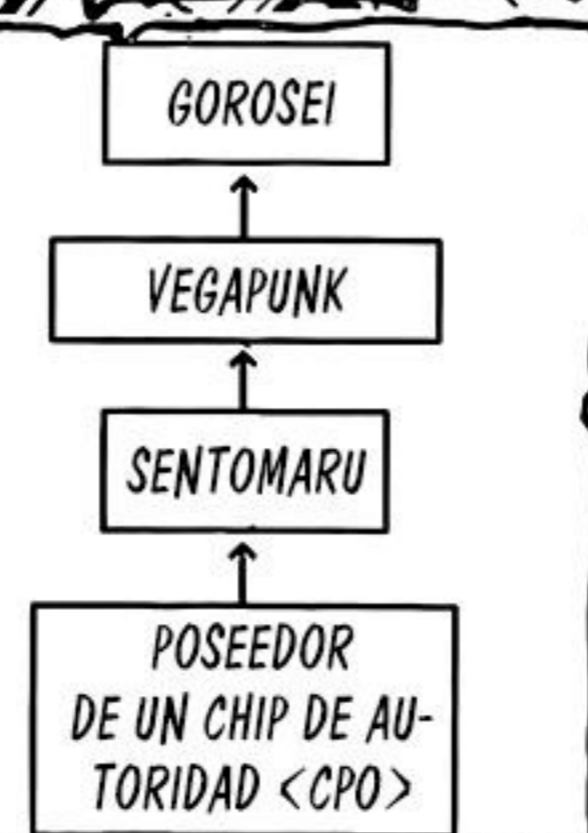 GOROSEI
VEGAPUNK
SENTOMARU
POSEEDOR
DE UN CHIP DE AU-
TORIDAD <CPO>